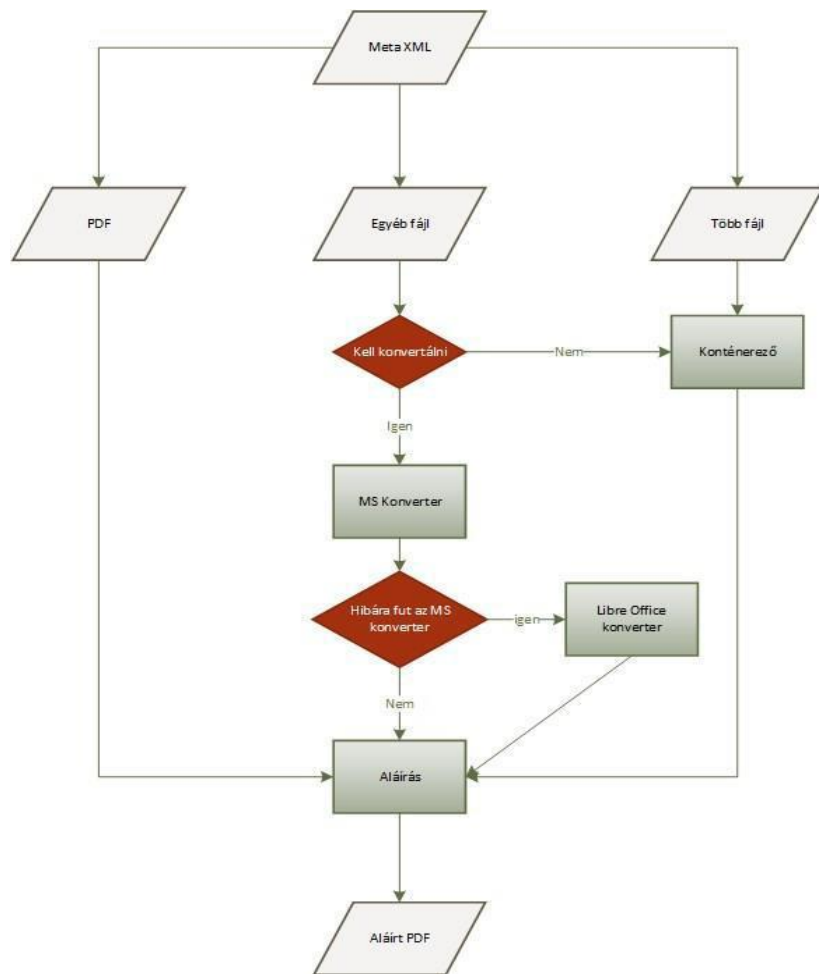 Meta XML
PDF
Egyéb fájl
Több fájl
Kell konvertálni
Nem
Konténerező
Igen
MS Konverter
Hibára fut az MS
konverter
igen
Libre Office
konverter
Nem
Aláírás
Aláírt PDF